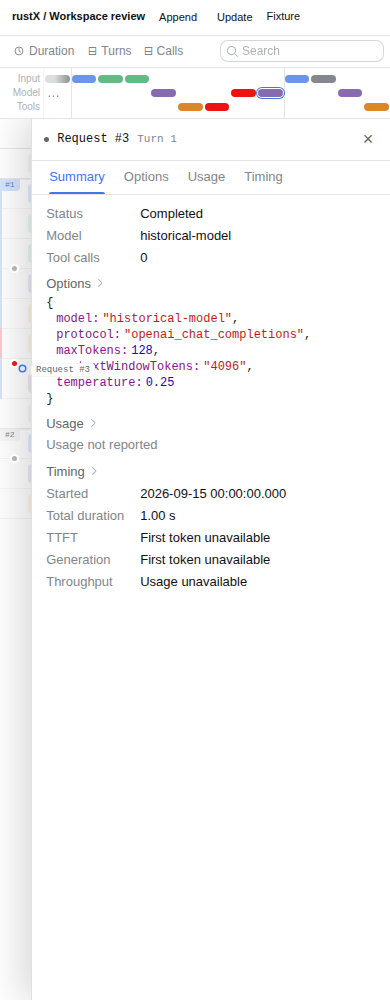 rustX / Workspace review Append Update Fixture
Duration Turns Calls Search
Input
Model ...
Tools
Request #3 Turn 1 ×
Summary Options Usage Timing
#1
Status Completed
Model historical-model
Tool calls 0
Options
{
model: "historical-model",
protocol: "openai_chat_completions",
maxTokens: 128,
Request #3 xtWindowTokens: "4096",
temperature: 0.25
}
Usage
#2
Usage not reported
Timing
Started 2026-09-15 00:00:00.000
Total duration 1.00 s
TTFT First token unavailable
Generation First token unavailable
Throughput Usage unavailable